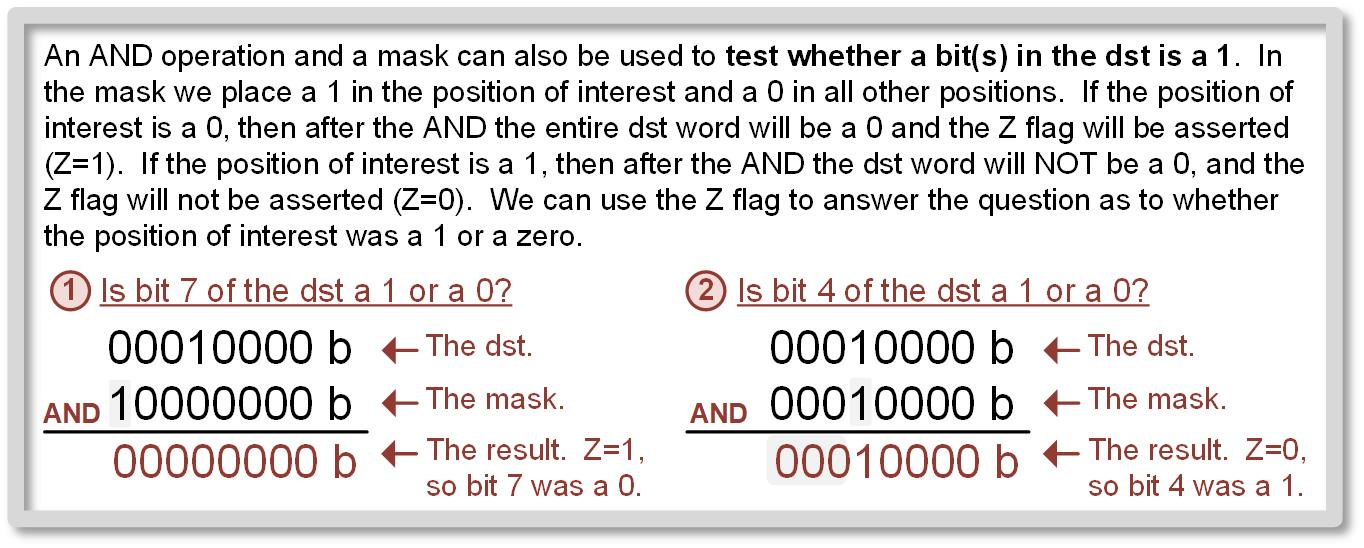 An AND operation and a mask can also be used to test whether a bit(s) in the dst is a 1.  In
the mask we place a 1 in the position of interest and a 0 in all other positions.  If the position of
interest is a 0, then after the AND the entire dst word will be a 0 and the Z flag will be asserted
(Z=1).  If the position of interest is a 1, then after the AND the dst word will NOT be a 0, and the
Z flag will not be asserted (Z=0).  We can use the Z flag to answer the question as to whether
the position of interest was a 1 or a zero.
1 Is bit 7 of the dst a 1 or a 0?
00010000 b ← The dst.
AND 10000000 b ← The mask.
00000000 b ← The result.  Z=1,
so bit 7 was a 0.
2 Is bit 4 of the dst a 1 or a 0?
00010000 b ← The dst.
AND 00010000 b ← The mask.
00010000 b ← The result.  Z=0,
so bit 4 was a 1.